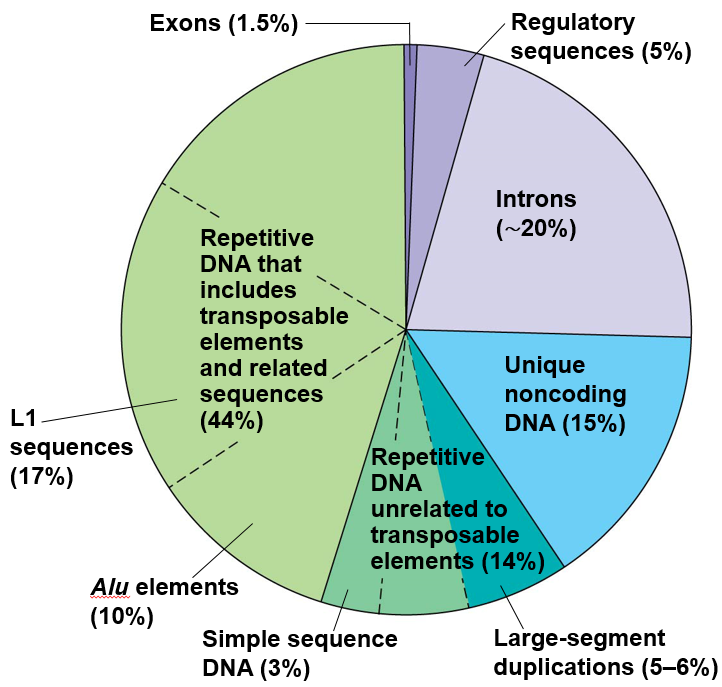 Exons (1.5%)
Regulatory
sequences (5%)
Introns
(~20%)
Repetitive
DNA that
includes
transposable
elements
and related
sequences
(44%)
Unique
noncoding
DNA (15%)
L1
sequences
(17%)
Repetitive
DNA
unrelated to
transposable
elements (14%)
Alu elements
(10%)
Simple sequence
DNA (3%)
Large-segment
duplications (5–6%)